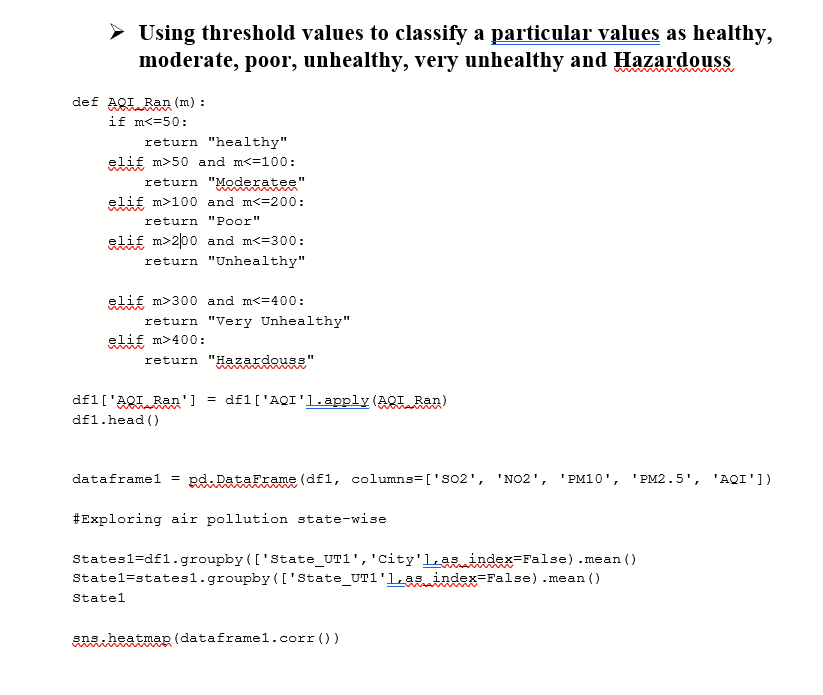 ➢ Using threshold values to classify a particular values as healthy,
moderate, poor, unhealthy, very unhealthy and Hazardouss
def AQI_Ran(m):
    if m<=50:
        return "healthy"
    elif m>50 and m<=100:
        return "Moderatee"
    elif m>100 and m<=200:
        return "Poor"
    elif m>200 and m<=300:
        return "Unhealthy"
    elif m>300 and m<=400:
        return "Very Unhealthy"
    elif m>400:
        return "Hazardouss"
df1['AQI_Ran'] = df1['AQI'].apply(AQI_Ran)
df1.head()
dataframe1 = pd.DataFrame(df1, columns=['SO2', 'NO2', 'PM10', 'PM2.5', 'AQI'])
#Exploring air pollution state-wise
States1=df1.groupby(['State_UT1','City'],as_index=False).mean()
State1=states1.groupby(['State_UT1'],as_index=False).mean()
State1
sns.heatmap(dataframe1.corr())